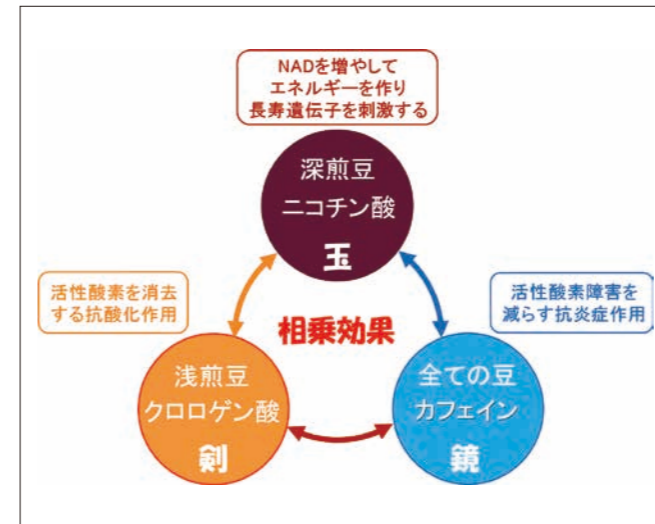 NADを増やして
エネルギーを作り
長寿遺伝子を刺激する
深煎豆
ニコチン酸
玉
活性酸素を消去
する抗酸化作用
活性酸素障害を
減らす抗炎症作用
相乗効果
浅煎豆
クロロゲン酸
剣
全ての豆
カフェイン
鏡